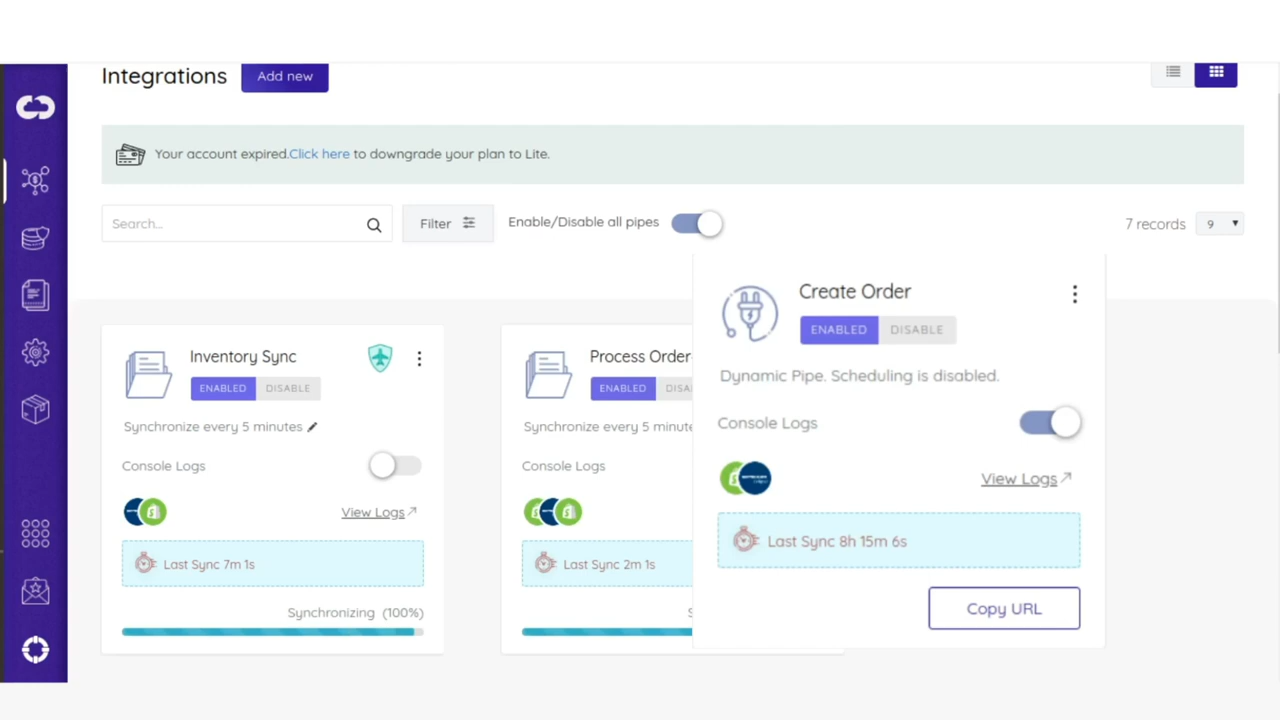 Integrations
Add new
Your account expired.Click here to downgrade your plan to Lite.
Search...
Filter
Enable/Disable all pipes
7 records
9
Inventory Sync
ENABLED DISABLE
Synchronize every 5 minutes
Console Logs
View Logs
Last Sync 7m 1s
Synchronizing (100%)
Process Order
ENABLED DISA
Synchronize every 5 minute
Console Logs
Last Sync 2m 1s
S
Create Order
ENABLED DISABLE
Dynamic Pipe. Scheduling is disabled.
Console Logs
View Logs
Last Sync 8h 15m 6s
Copy URL